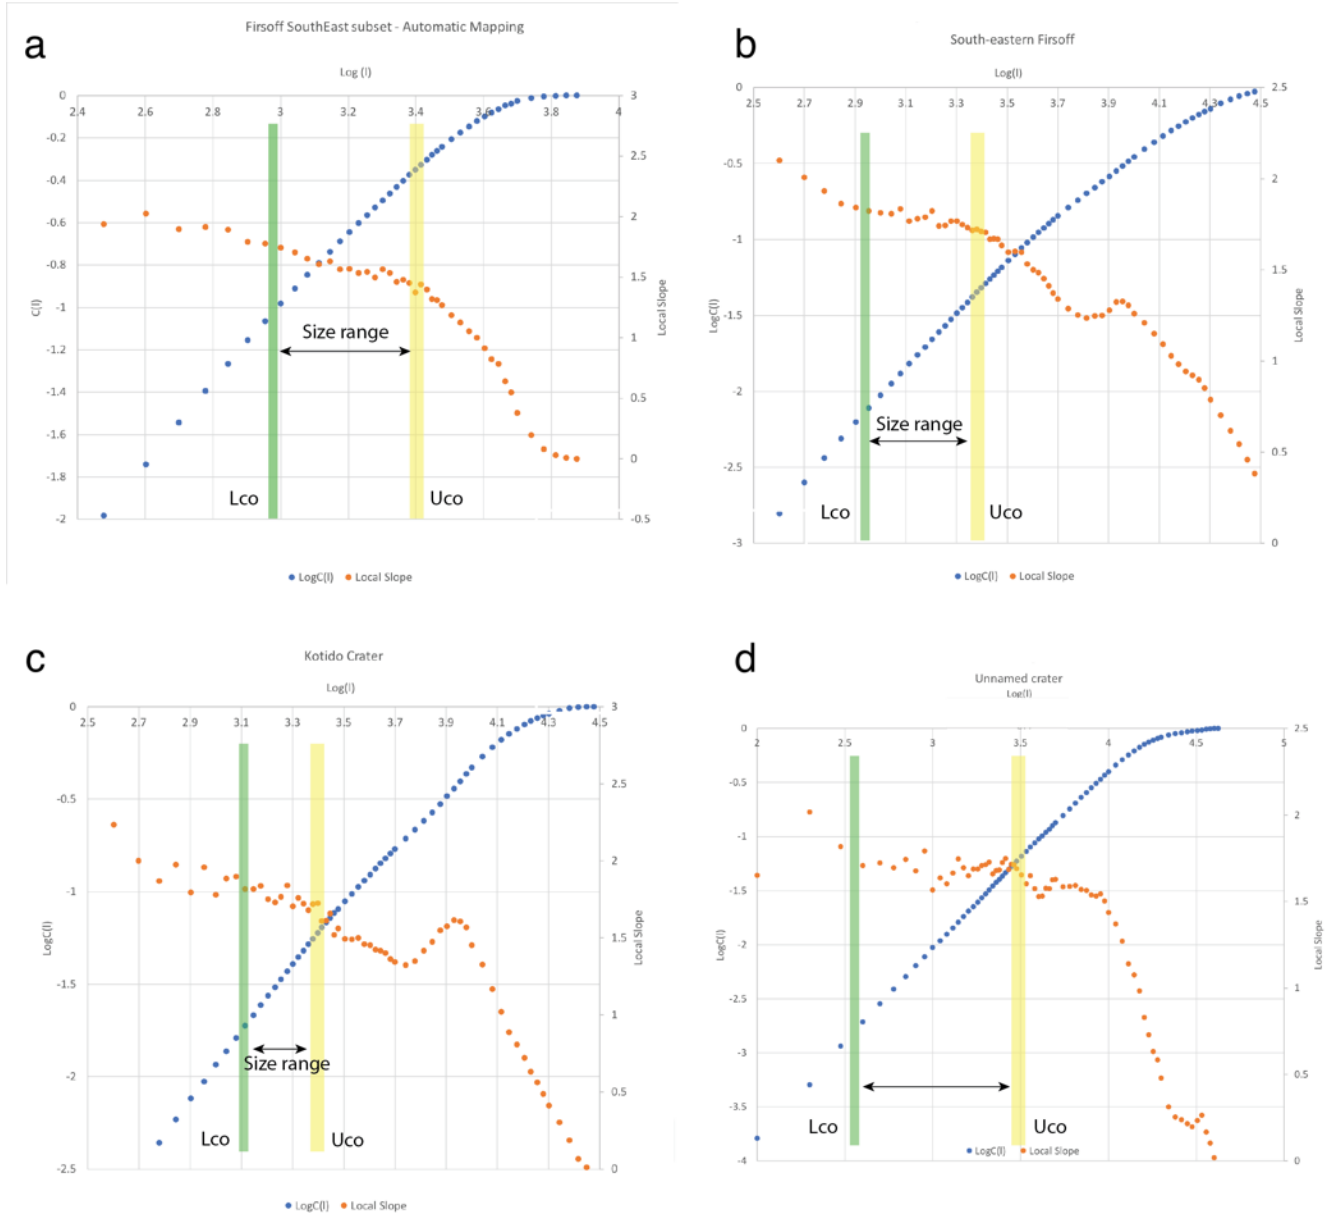 a
Firsoff SouthEast subset - Automatic Mapping
Log (l)
2.4 2.6 2.8 3 3.2 3.4 3.6 3.8 4
0
-0.2
-0.4
-0.6
-0.8
-1
-1.2
-1.4
-1.6
-1.8
-2
C(l)
3
2.5
2
1.5
1
0.5
0
-0.5
Local Slope
Size range
Lco
Uco
LogC(l) Local Slope
b
South-eastern Firsoff
Log(l)
2.5 2.7 2.9 3.1 3.3 3.5 3.7 3.9 4.1 4.3 4.5
0
-0.5
-1
-1.5
-2
-2.5
-3
LogC(l)
2.5
2
1.5
1
0.5
0
Local Slope
Size range
Lco
Uco
LogC(l) Local Slope
c
Kotido Crater
Log(l)
2.5 2.7 2.9 3.1 3.3 3.5 3.7 3.9 4.1 4.3 4.5
0
-0.5
-1
-1.5
-2
-2.5
LogC(l)
3
2.5
2
1.5
1
0.5
0
Local Slope
Size range
Lco
Uco
LogC(l) Local Slope
d
Unnamed crater
Log(l)
2 2.5 3 3.5 4 4.5 5
0
-0.5
-1
-1.5
-2
-2.5
-3
-3.5
-4
LogC(l)
2.5
2
1.5
1
0.5
0
Local Slope
Lco
Uco
LogC(l) Local Slope